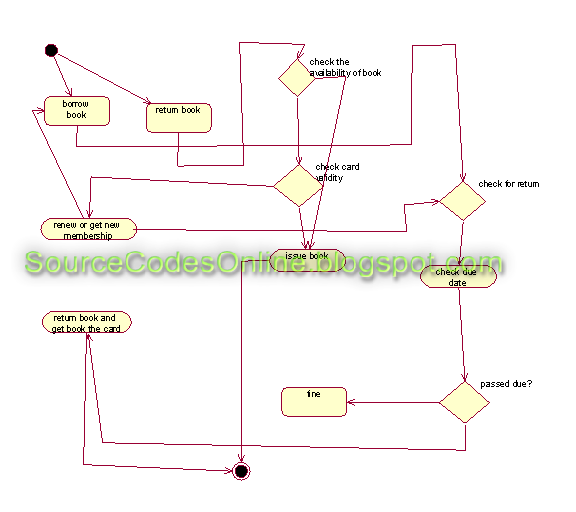 check the
availability of book
borrow
book
return book
check card
validity
check for return
renew or get new
membership
issue book
SourceCodesOnline.blogspot.com
check due
date
return book and
get book the card
passed due?
fine